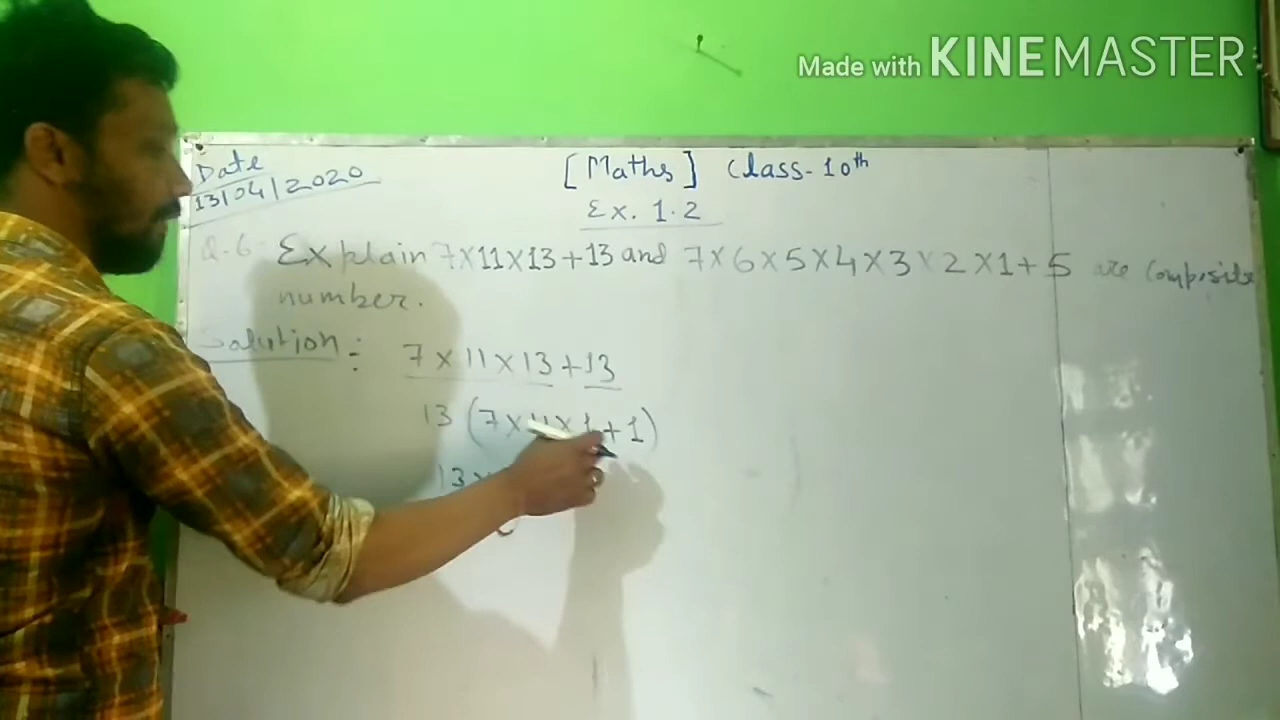 Made with KINEMASTER
Date
13/04/2020
[Maths] Class-10th
Ex. 1.2
Q.6 Explain 7×11×13+13 and 7×6×5×4×3×2×1+5 are Composite
number.
Solution :
7×11×13+13
13(7×11×1+1)
13×